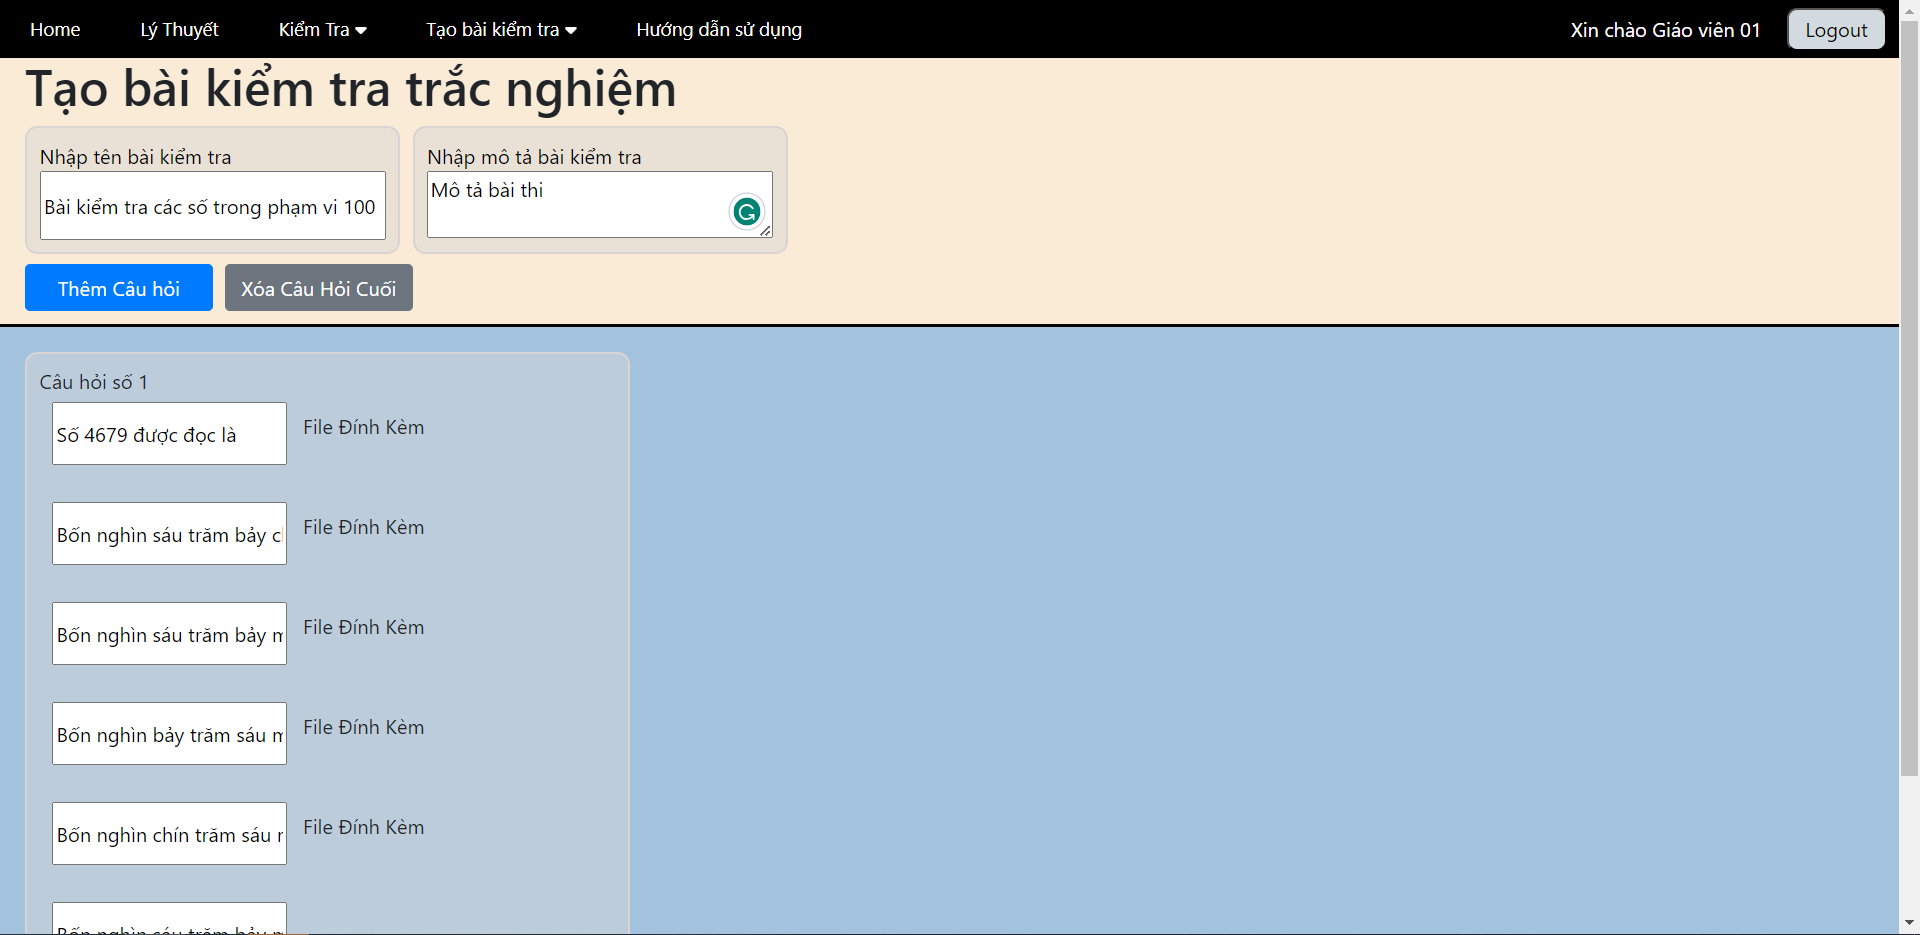 Home Lý Thuyết Kiểm Tra Tạo bài kiểm tra Hướng dẫn sử dụng Xin chào Giáo viên 01 Logout
Tạo bài kiểm tra trắc nghiệm
Nhập tên bài kiểm tra
Bài kiểm tra các số trong phạm vi 100
Nhập mô tả bài kiểm tra
Mô tả bài thi
Thêm Câu hỏi Xóa Câu Hỏi Cuối
Câu hỏi số 1
Số 4679 được đọc là File Đính Kèm
Bốn nghìn sáu trăm bảy File Đính Kèm
Bốn nghìn sáu trăm bảy File Đính Kèm
Bốn nghìn bảy trăm sáu File Đính Kèm
Bốn nghìn chín trăm sáu File Đính Kèm
Bốn nghìn sáu trăm bảy